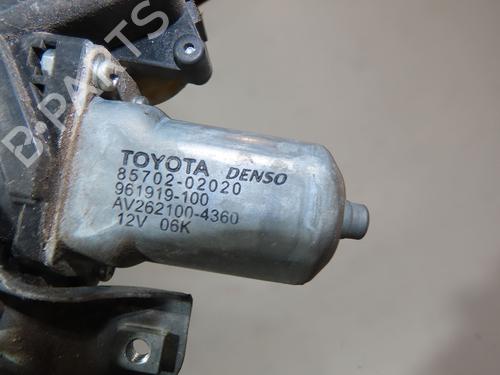 TOYOTA DENSO
85702-02020
961919-100
AV262100-4360
12V 06K
B-PARTS